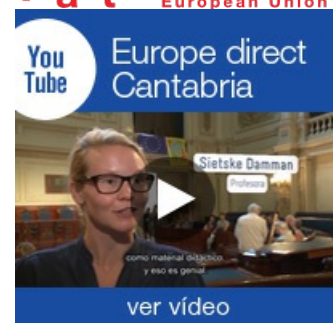 European Union
You
Tube
Europe direct
Cantabria
Sietske Damman
Profesora
como material didáctico
y eso es genial
ver vídeo